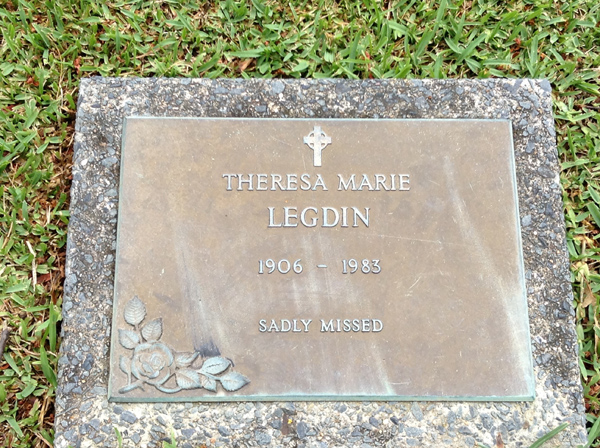 THERESA MARIE
LEGDIN
1906 - 1983
SADLY MISSED